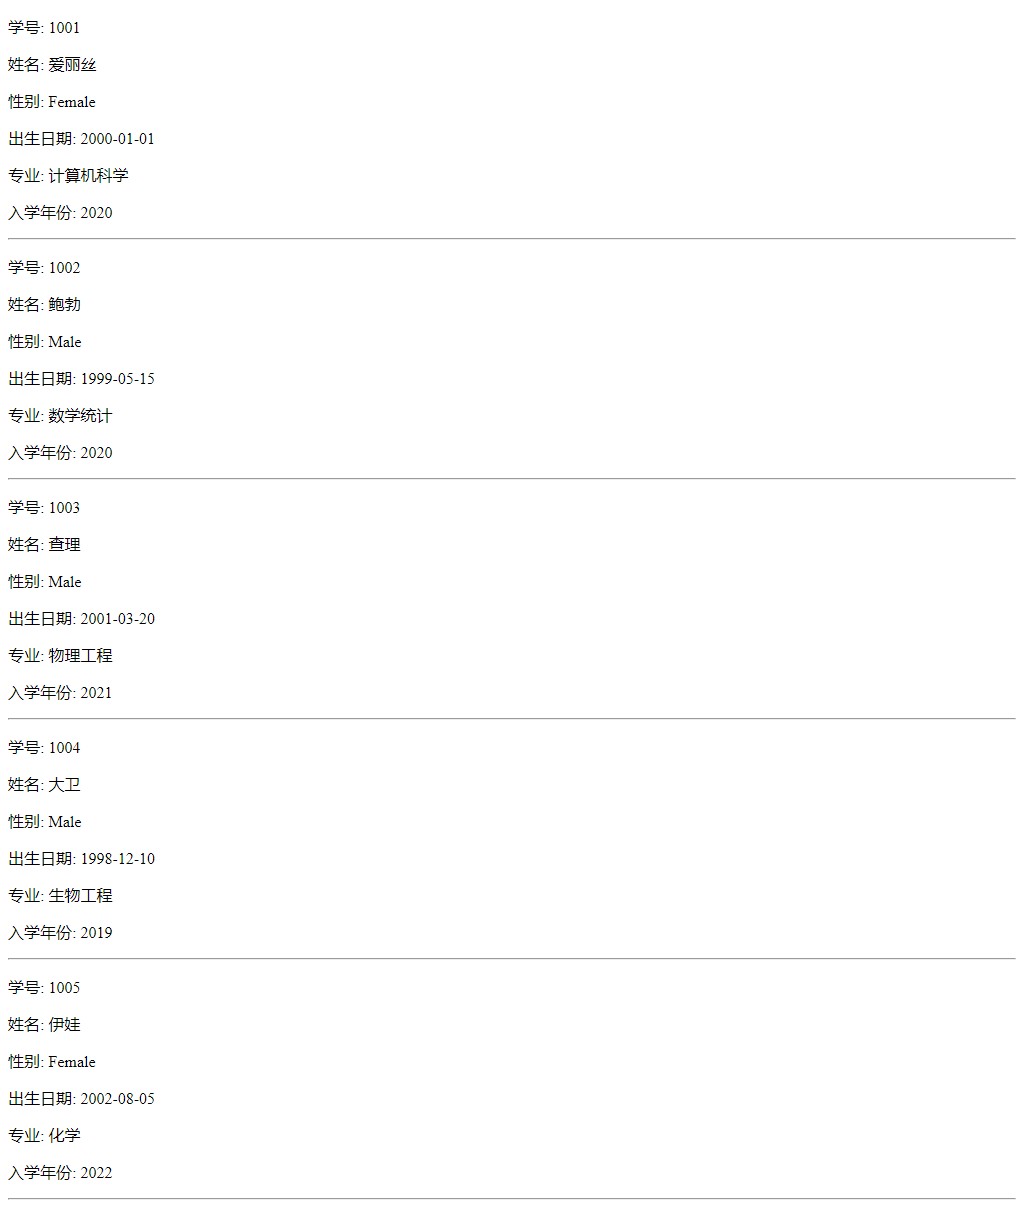 学号: 1001
姓名: 爱丽丝
性别: Female
出生日期: 2000-01-01
专业: 计算机科学
入学年份: 2020
学号: 1002
姓名: 鲍勃
性别: Male
出生日期: 1999-05-15
专业: 数学统计
入学年份: 2020
学号: 1003
姓名: 查理
性别: Male
出生日期: 2001-03-20
专业: 物理工程
入学年份: 2021
学号: 1004
姓名: 大卫
性别: Male
出生日期: 1998-12-10
专业: 生物工程
入学年份: 2019
学号: 1005
姓名: 伊娃
性别: Female
出生日期: 2002-08-05
专业: 化学
入学年份: 2022